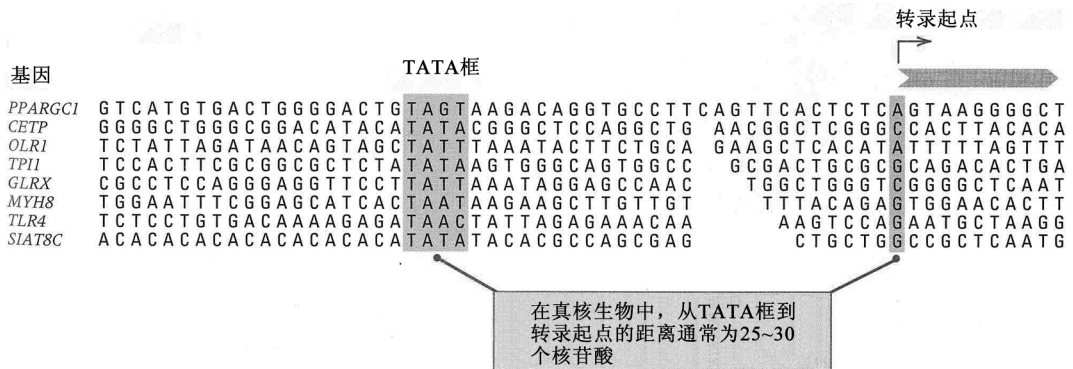 转录起点
基因
TATA框
PPARGC1 GTCATGTGACTGGGGACTGTAGTAAGACAGGTGCCTTCAGTTCACTCTCAGTAAGGGGCT
CETP GGGGCTGGGCGGACATACATATACGGGCTCCAGGCTG AACGGCTCGGGCCACTTACACA
OLR1 TCTATTAGATAACAGTAGCTATTTAAATACTTCTGCA GAAGCTCACATATTTTTAGTTT
TPI1 TCCACTTCGCGGCGCTCTATATAAGTGGGCAGTGGCC GCGACTGCGCGCAGACACTGA
GLRX CGCCTCCAGGGAGGTTCCTTATTAAATAGGAGCCAAC TGGCTGGGTCGGGGCTCAAT
MYH8 TGGAATTTCGGAGCATCACTAATAAGAAGCTTGTTGT TTTACAGAGTGGAACACTT
TLR4 TCTCCTGTGACAAAAGAGATAACTATTAGAGAAACAA AAGTCCAGAATGCTAAGG
SIAT8C ACACACACACACACACACATATATACACGCCAGCGAG CTGCTGGCCGCTCAATG
在真核生物中，从TATA框到
转录起点的距离通常为25~30
个核苷酸